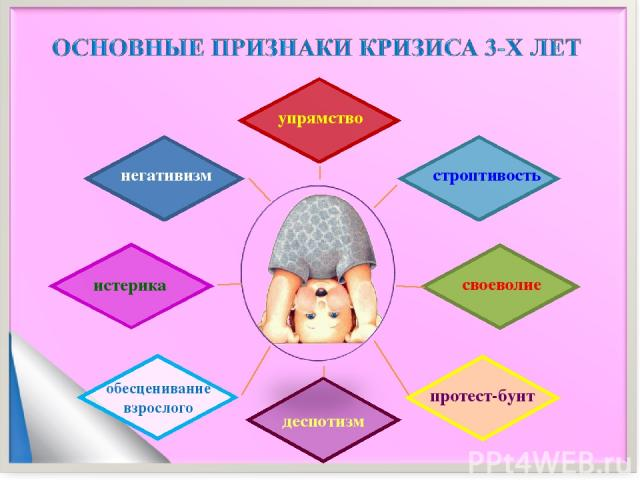 ОСНОВНЫЕ ПРИЗНАКИ КРИЗИСА 3-Х ЛЕТ
упрямство
негативизм
строптивость
истерика
своеволие
обесценивание
взрослого
протест-бунт
деспотизм
PPt4WEB.ru